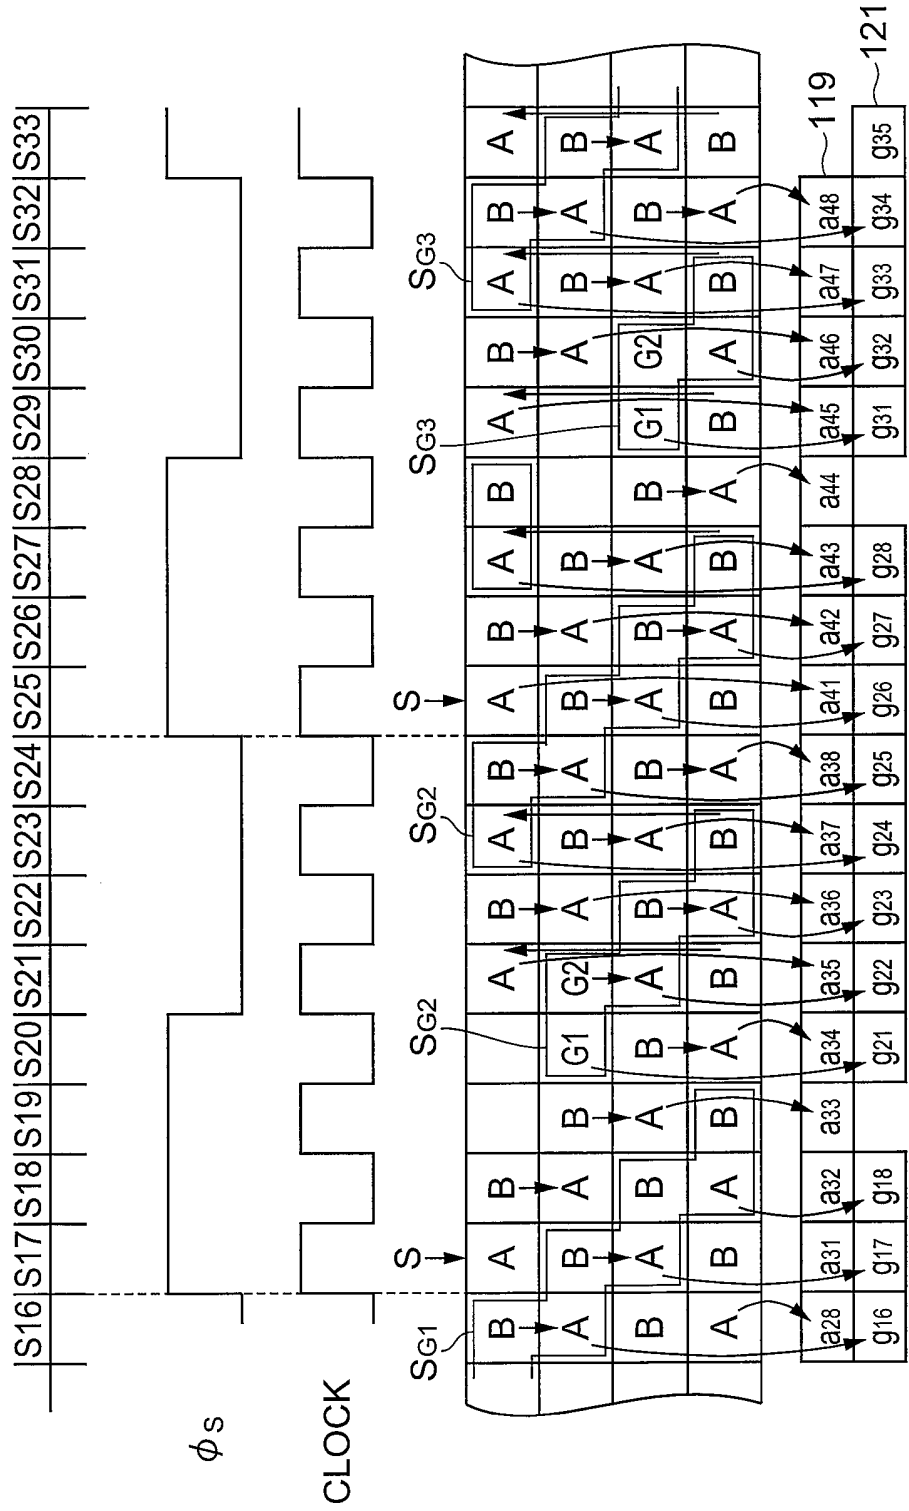 S16 S17 S18 S19 S20 S21 S22 S23 S24 S25 S26 S27 S28 S29 S30 S31 S32 S33
ϕS
CLOCK
SG1 S SG2 SG2 S SG3 SG3
B A B A B A B A B A B A B A B A
A B A B G1 G2 A B A B A B A B A B
B A B A B A B A B A B A B G1 G2 A B A
A B A B A B A B A B A B A B A B A B
a28 a31 a32 a33 a34 a35 a36 a37 a38 a41 a42 a43 a44 a45 a46 a47 a48 119
g16 g17 g18 g21 g22 g23 g24 g25 g26 g27 g28 g31 g32 g33 g34 g35 121